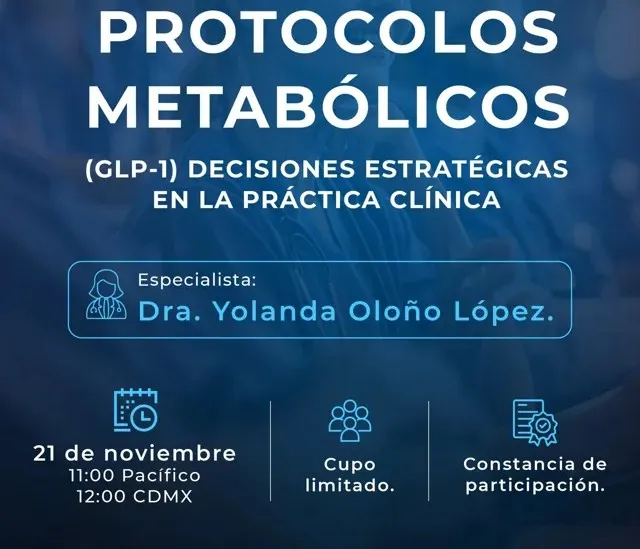 PROTOCOLOS
METABÓLICOS
(GLP-1) DECISIONES ESTRATÉGICAS
EN LA PRÁCTICA CLÍNICA
Especialista:
Dra. Yolanda Oloño López.
21 de noviembre
11:00 Pacífico
12:00 CDMX
Cupo
limitado.
Constancia de
participación.